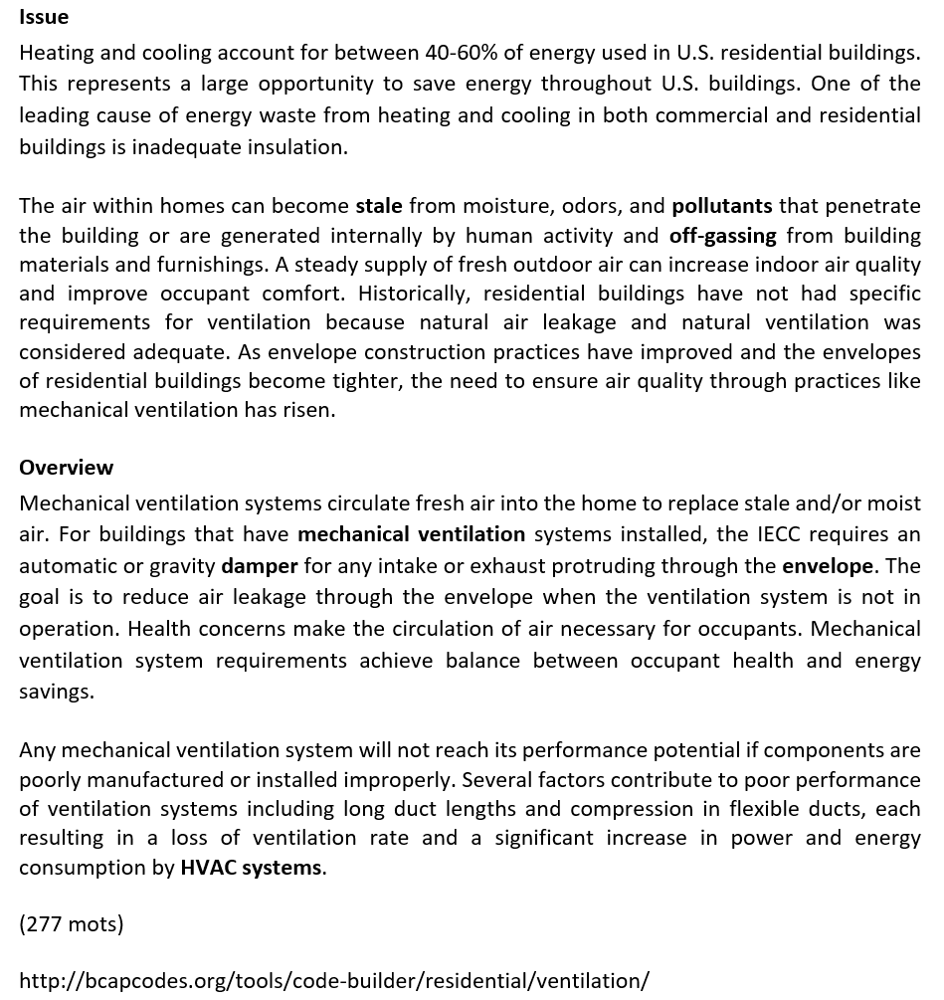 Issue
Heating and cooling account for between 40-60% of energy used in U.S. residential buildings.
This represents a large opportunity to save energy throughout U.S. buildings. One of the
leading cause of energy waste from heating and cooling in both commercial and residential
buildings is inadequate insulation.
The air within homes can become stale from moisture, odors, and pollutants that penetrate
the building or are generated internally by human activity and off-gassing from building
materials and furnishings. A steady supply of fresh outdoor air can increase indoor air quality
and improve occupant comfort. Historically, residential buildings have not had specific
requirements for ventilation because natural air leakage and natural ventilation was
considered adequate. As envelope construction practices have improved and the envelopes
of residential buildings become tighter, the need to ensure air quality through practices like
mechanical ventilation has risen.
Overview
Mechanical ventilation systems circulate fresh air into the home to replace stale and/or moist
air. For buildings that have mechanical ventilation systems installed, the IECC requires an
automatic or gravity damper for any intake or exhaust protruding through the envelope. The
goal is to reduce air leakage through the envelope when the ventilation system is not in
operation. Health concerns make the circulation of air necessary for occupants. Mechanical
ventilation system requirements achieve balance between occupant health and energy
savings.
Any mechanical ventilation system will not reach its performance potential if components are
poorly manufactured or installed improperly. Several factors contribute to poor performance
of ventilation systems including long duct lengths and compression in flexible ducts, each
resulting in a loss of ventilation rate and a significant increase in power and energy
consumption by HVAC systems.
(277 mots)
http://bcapcodes.org/tools/code-builder/residential/ventilation/